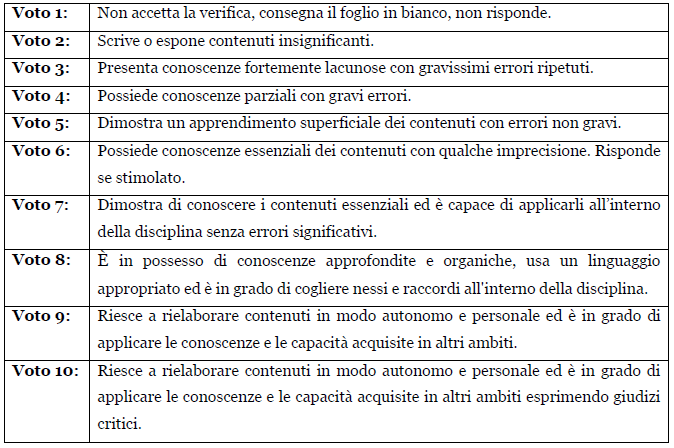 Voto 1: Non accetta la verifica, consegna il foglio in bianco, non risponde.
Voto 2: Scrive o espone contenuti insignificanti.
Voto 3: Presenta conoscenze fortemente lacunose con gravissimi errori ripetuti.
Voto 4: Possiede conoscenze parziali con gravi errori.
Voto 5: Dimostra un apprendimento superficiale dei contenuti con errori non gravi.
Voto 6: Possiede conoscenze essenziali dei contenuti con qualche imprecisione. Risponde
se stimolato.
Voto 7: Dimostra di conoscere i contenuti essenziali ed è capace di applicarli all’interno
della disciplina senza errori significativi.
Voto 8: È in possesso di conoscenze approfondite e organiche, usa un linguaggio
appropriato ed è in grado di cogliere nessi e raccordi all'interno della disciplina.
Voto 9: Riesce a rielaborare contenuti in modo autonomo e personale ed è in grado di
applicare le conoscenze e le capacità acquisite in altri ambiti.
Voto 10: Riesce a rielaborare contenuti in modo autonomo e personale ed è in grado di
applicare le conoscenze e le capacità acquisite in altri ambiti esprimendo giudizi
critici.